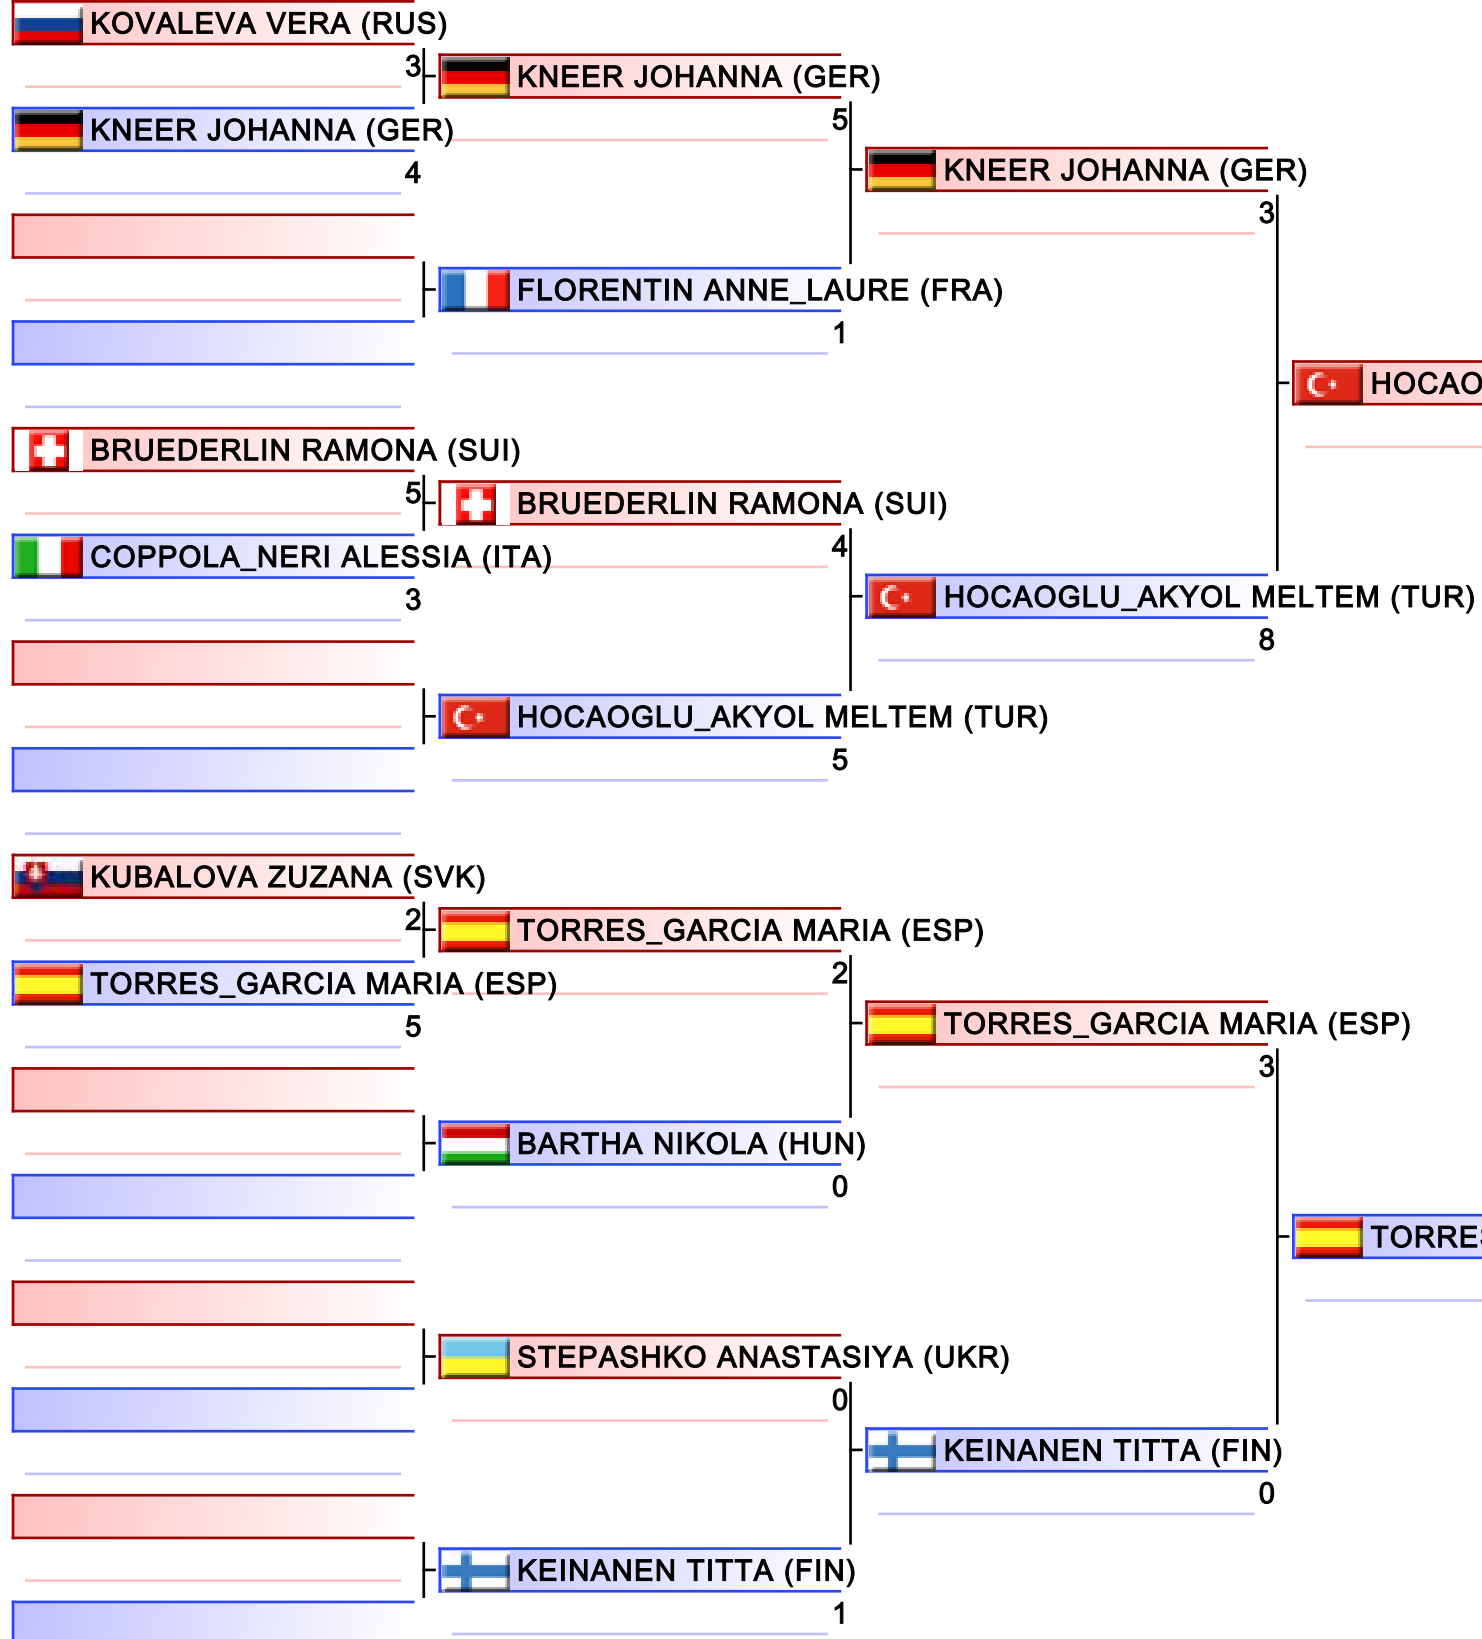 KOVALEVA VERA (RUS)
3
KNEER JOHANNA (GER)
KNEER JOHANNA (GER)
5
4
KNEER JOHANNA (GER)
3
FLORENTIN ANNE_LAURE (FRA)
1
HOCAO
BRUEDERLIN RAMONA (SUI)
5
BRUEDERLIN RAMONA (SUI)
4
COPPOLA_NERI ALESSIA (ITA)
3
HOCAOGLU_AKYOL MELTEM (TUR)
8
HOCAOGLU_AKYOL MELTEM (TUR)
5
KUBALOVA ZUZANA (SVK)
2
TORRES_GARCIA MARIA (ESP)
2
TORRES_GARCIA MARIA (ESP)
5
TORRES_GARCIA MARIA (ESP)
3
BARTHA NIKOLA (HUN)
0
TORRES
STEPASHKO ANASTASIYA (UKR)
0
KEINANEN TITTA (FIN)
0
KEINANEN TITTA (FIN)
1